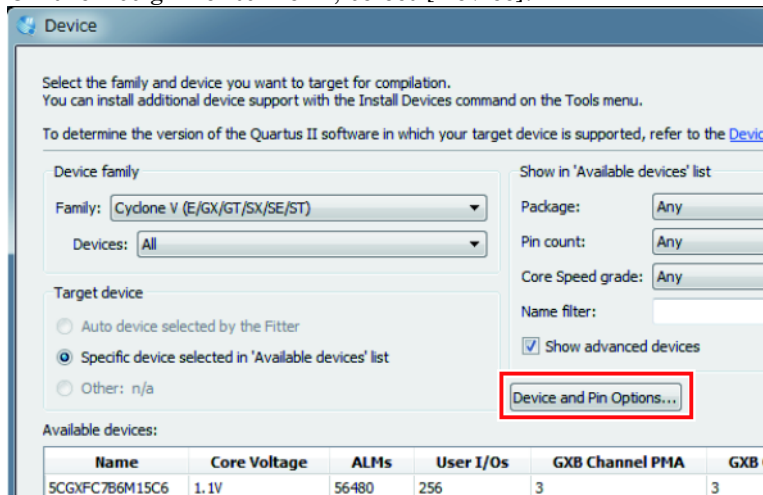 Device
Select the family and device you want to target for compilation.
You can install additional device support with the Install Devices command on the Tools menu.
To determine the version of the Quartus II software in which your target device is supported, refer to the
Device family
Family: Cyclone V (E/GX/GT/SX/SE/ST)
Devices: All
Target device
Auto device selected by the Fitter
Specific device selected in 'Available devices' list
Other: n/a
Show in 'Available devices' list
Package: Any
Pin count: Any
Core Speed grade: Any
Name filter:
Show advanced devices
Device and Pin Options...
Available devices:
Name Core Voltage ALMs User I/Os GXB Channel PMA GXB
5CGXFC7B6M15C6 1.1V 56480 256 3 3